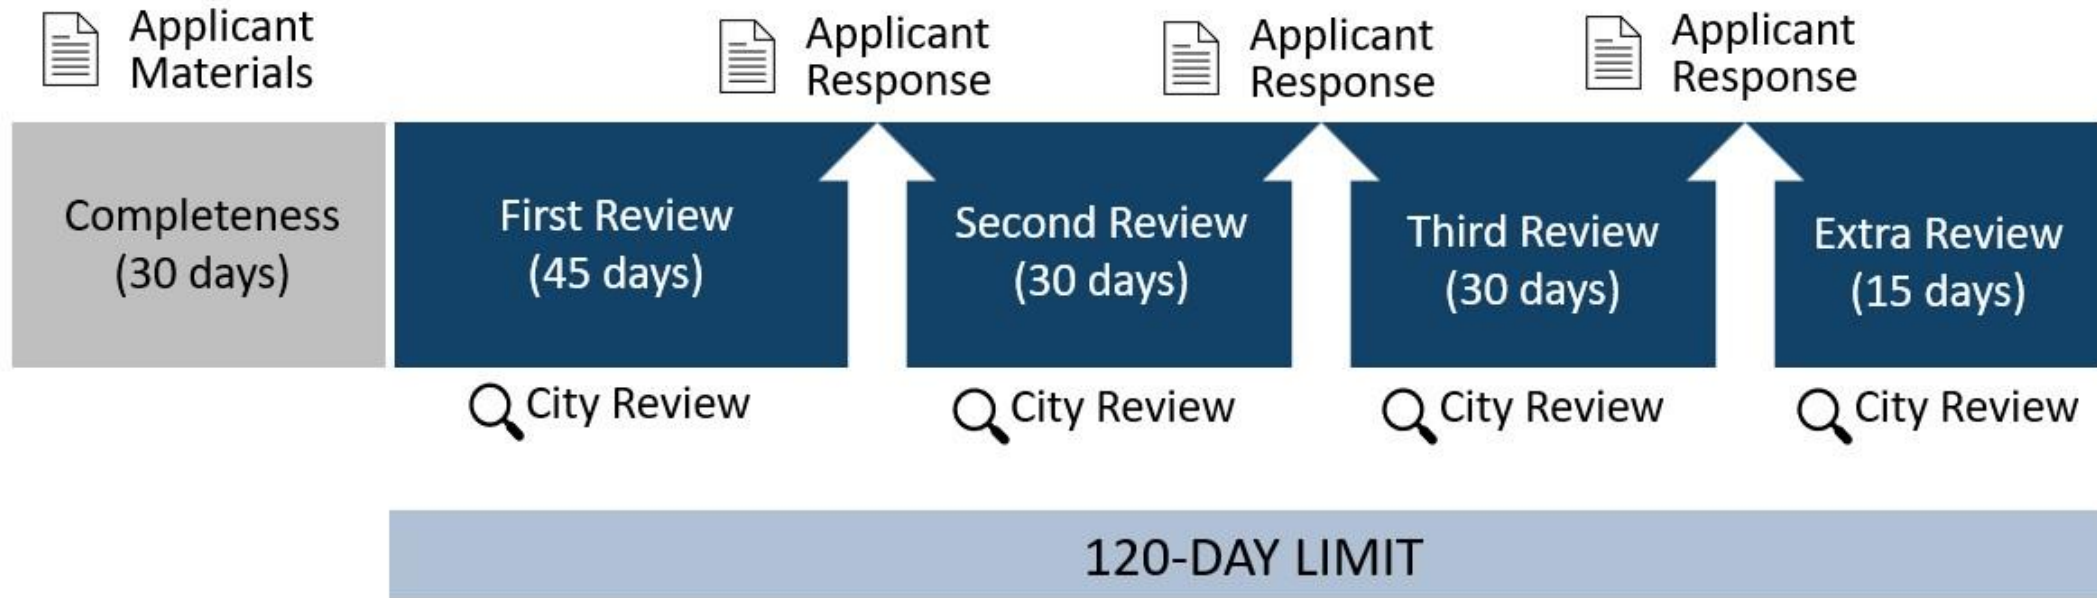 Applicant
Materials
Applicant
Response
Applicant
Response
Applicant
Response
Completeness
(30 days)
First Review
(45 days)
Second Review
(30 days)
Third Review
(30 days)
Extra Review
(15 days)
City Review
City Review
City Review
City Review
120-DAY LIMIT